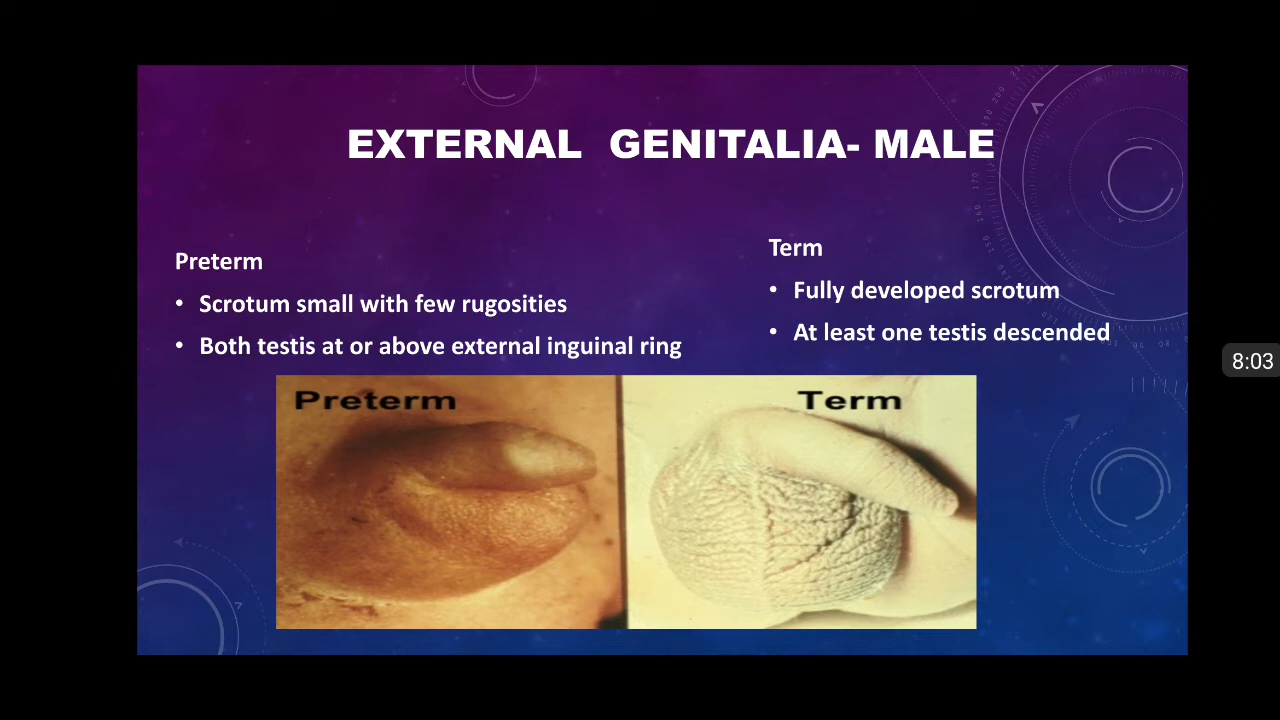 EXTERNAL GENITALIA- MALE
Preterm
• Scrotum small with few rugosities
• Both testis at or above external inguinal ring
Term
• Fully developed scrotum
• At least one testis descended
Preterm
Term
8:03